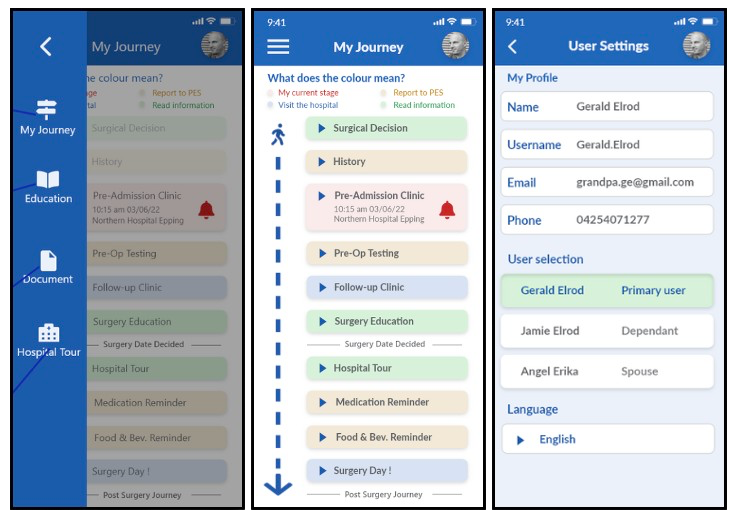 My Journey
he colour mean?
age
Report to PES
tal
Read information
My Journey
Education
Document
Hospital Tour
Surgical Decision
History
Pre-Admission Clinic
10:15 am 03/06/22
Northern Hospital Epping
Pre-Op Testing
Follow-up Clinic
Surgery Education
Surgery Date Decided
Hospital Tour
Medication Reminder
Food & Bev. Reminder
Surgery Day !
Post Surgery Journey
9:41
My Journey
What does the colour mean?
My current stage
Report to PES
Visit the hospital
Read information
Surgical Decision
History
Pre-Admission Clinic
10:15 am 03/06/22
Northern Hospital Epping
Pre-Op Testing
Follow-up Clinic
Surgery Education
Surgery Date Decided
Hospital Tour
Medication Reminder
Food & Bev. Reminder
Surgery Day !
Post Surgery Journey
9:41
User Settings
My Profile
Name Gerald Elrod
Username Gerald.Elrod
Email grandpa.ge@gmail.com
Phone 04254071277
User selection
Gerald Elrod Primary user
Jamie Elrod Dependant
Angel Erika Spouse
Language
English